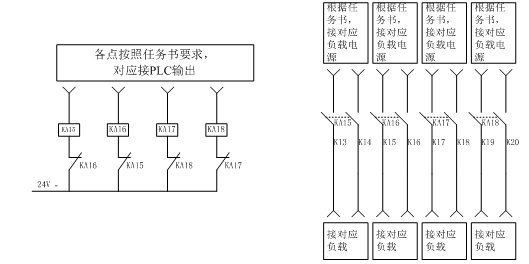 各点按照任务书要求，
对应接PLC输出
KA15
KA16
KA17
KA18
KA16
KA15
KA18
KA17
24V -
根据任
务书，
接对应
负载电
源
根据任
务书，
接对应
负载电
源
根据任
务书，
接对应
负载电
源
根据任
务书，
接对应
负载电
源
KA15
KA16
KA17
KA18
K13
K14
K15
K16
K17
K18
K19
K20
接对应
负载
接对应
负载
接对应
负载
接对应
负载